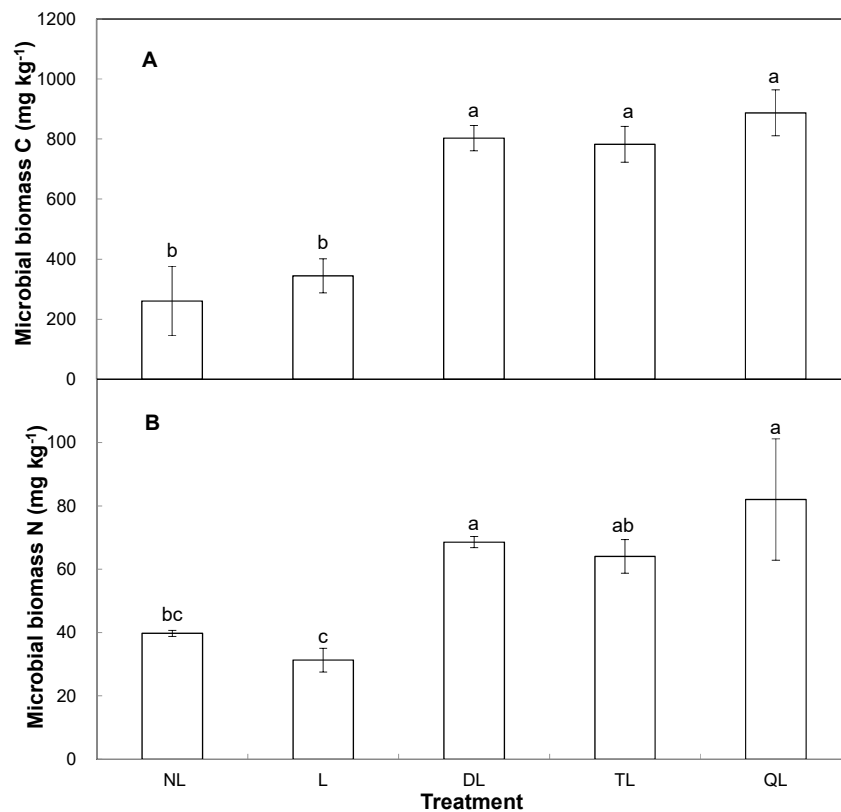 1200
A
1000
800
600
400
200
0
Microbial biomass C (mg kg⁻¹)
b
b
a
a
a
B
100
80
60
40
20
0
Microbial biomass N (mg kg⁻¹)
bc
c
a
ab
a
NL L DL TL QL
Treatment